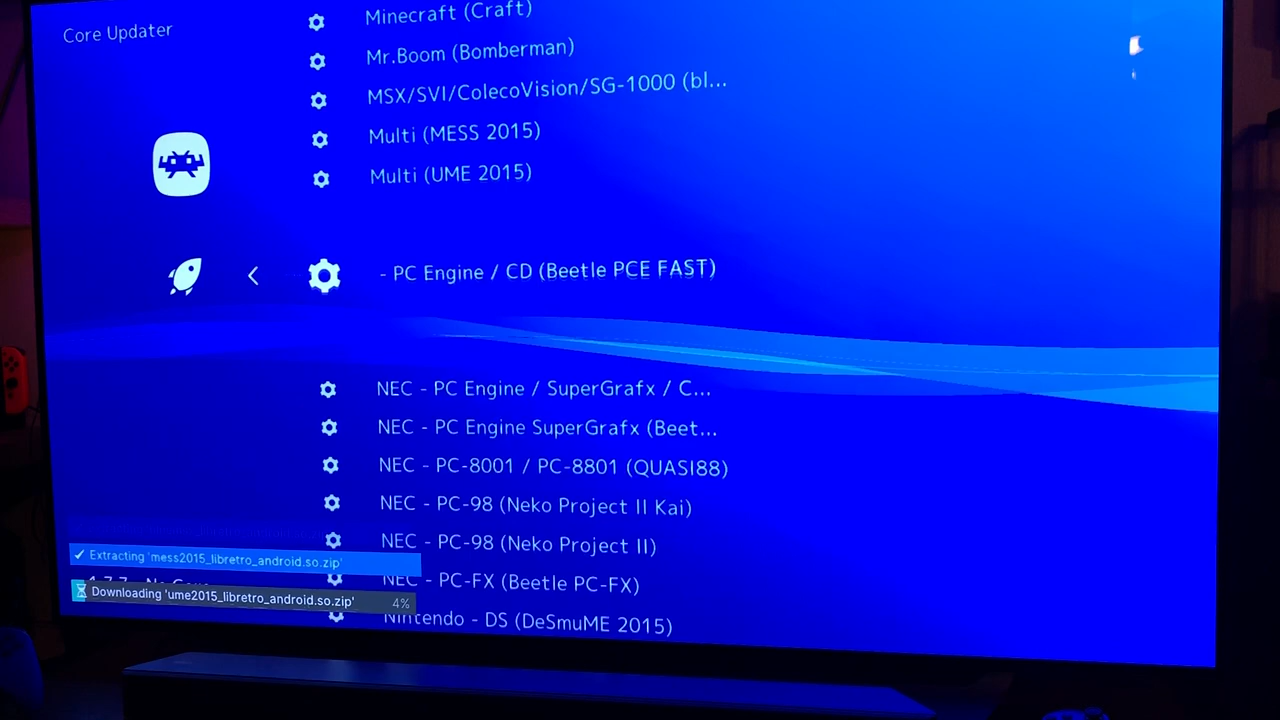 Core Updater
Minecraft (Craft)
Mr.Boom (Bomberman)
MSX/SVI/ColecoVision/SG-1000 (bl...
Multi (MESS 2015)
Multi (UME 2015)
- PC Engine / CD (Beetle PCE FAST)
NEC - PC Engine / SuperGrafx / C...
NEC - PC Engine SuperGrafx (Beet...
NEC - PC-8001 / PC-8801 (QUASI88)
NEC - PC-98 (Neko Project II Kai)
NEC - PC-98 (Neko Project II)
Extracting 'mess2015_libretro_android.so.zip'
NEC - PC-FX (Beetle PC-FX)
Downloading 'ume2015_libretro_android.so.zip' 4%
Nintendo - DS (DeSmuME 2015)